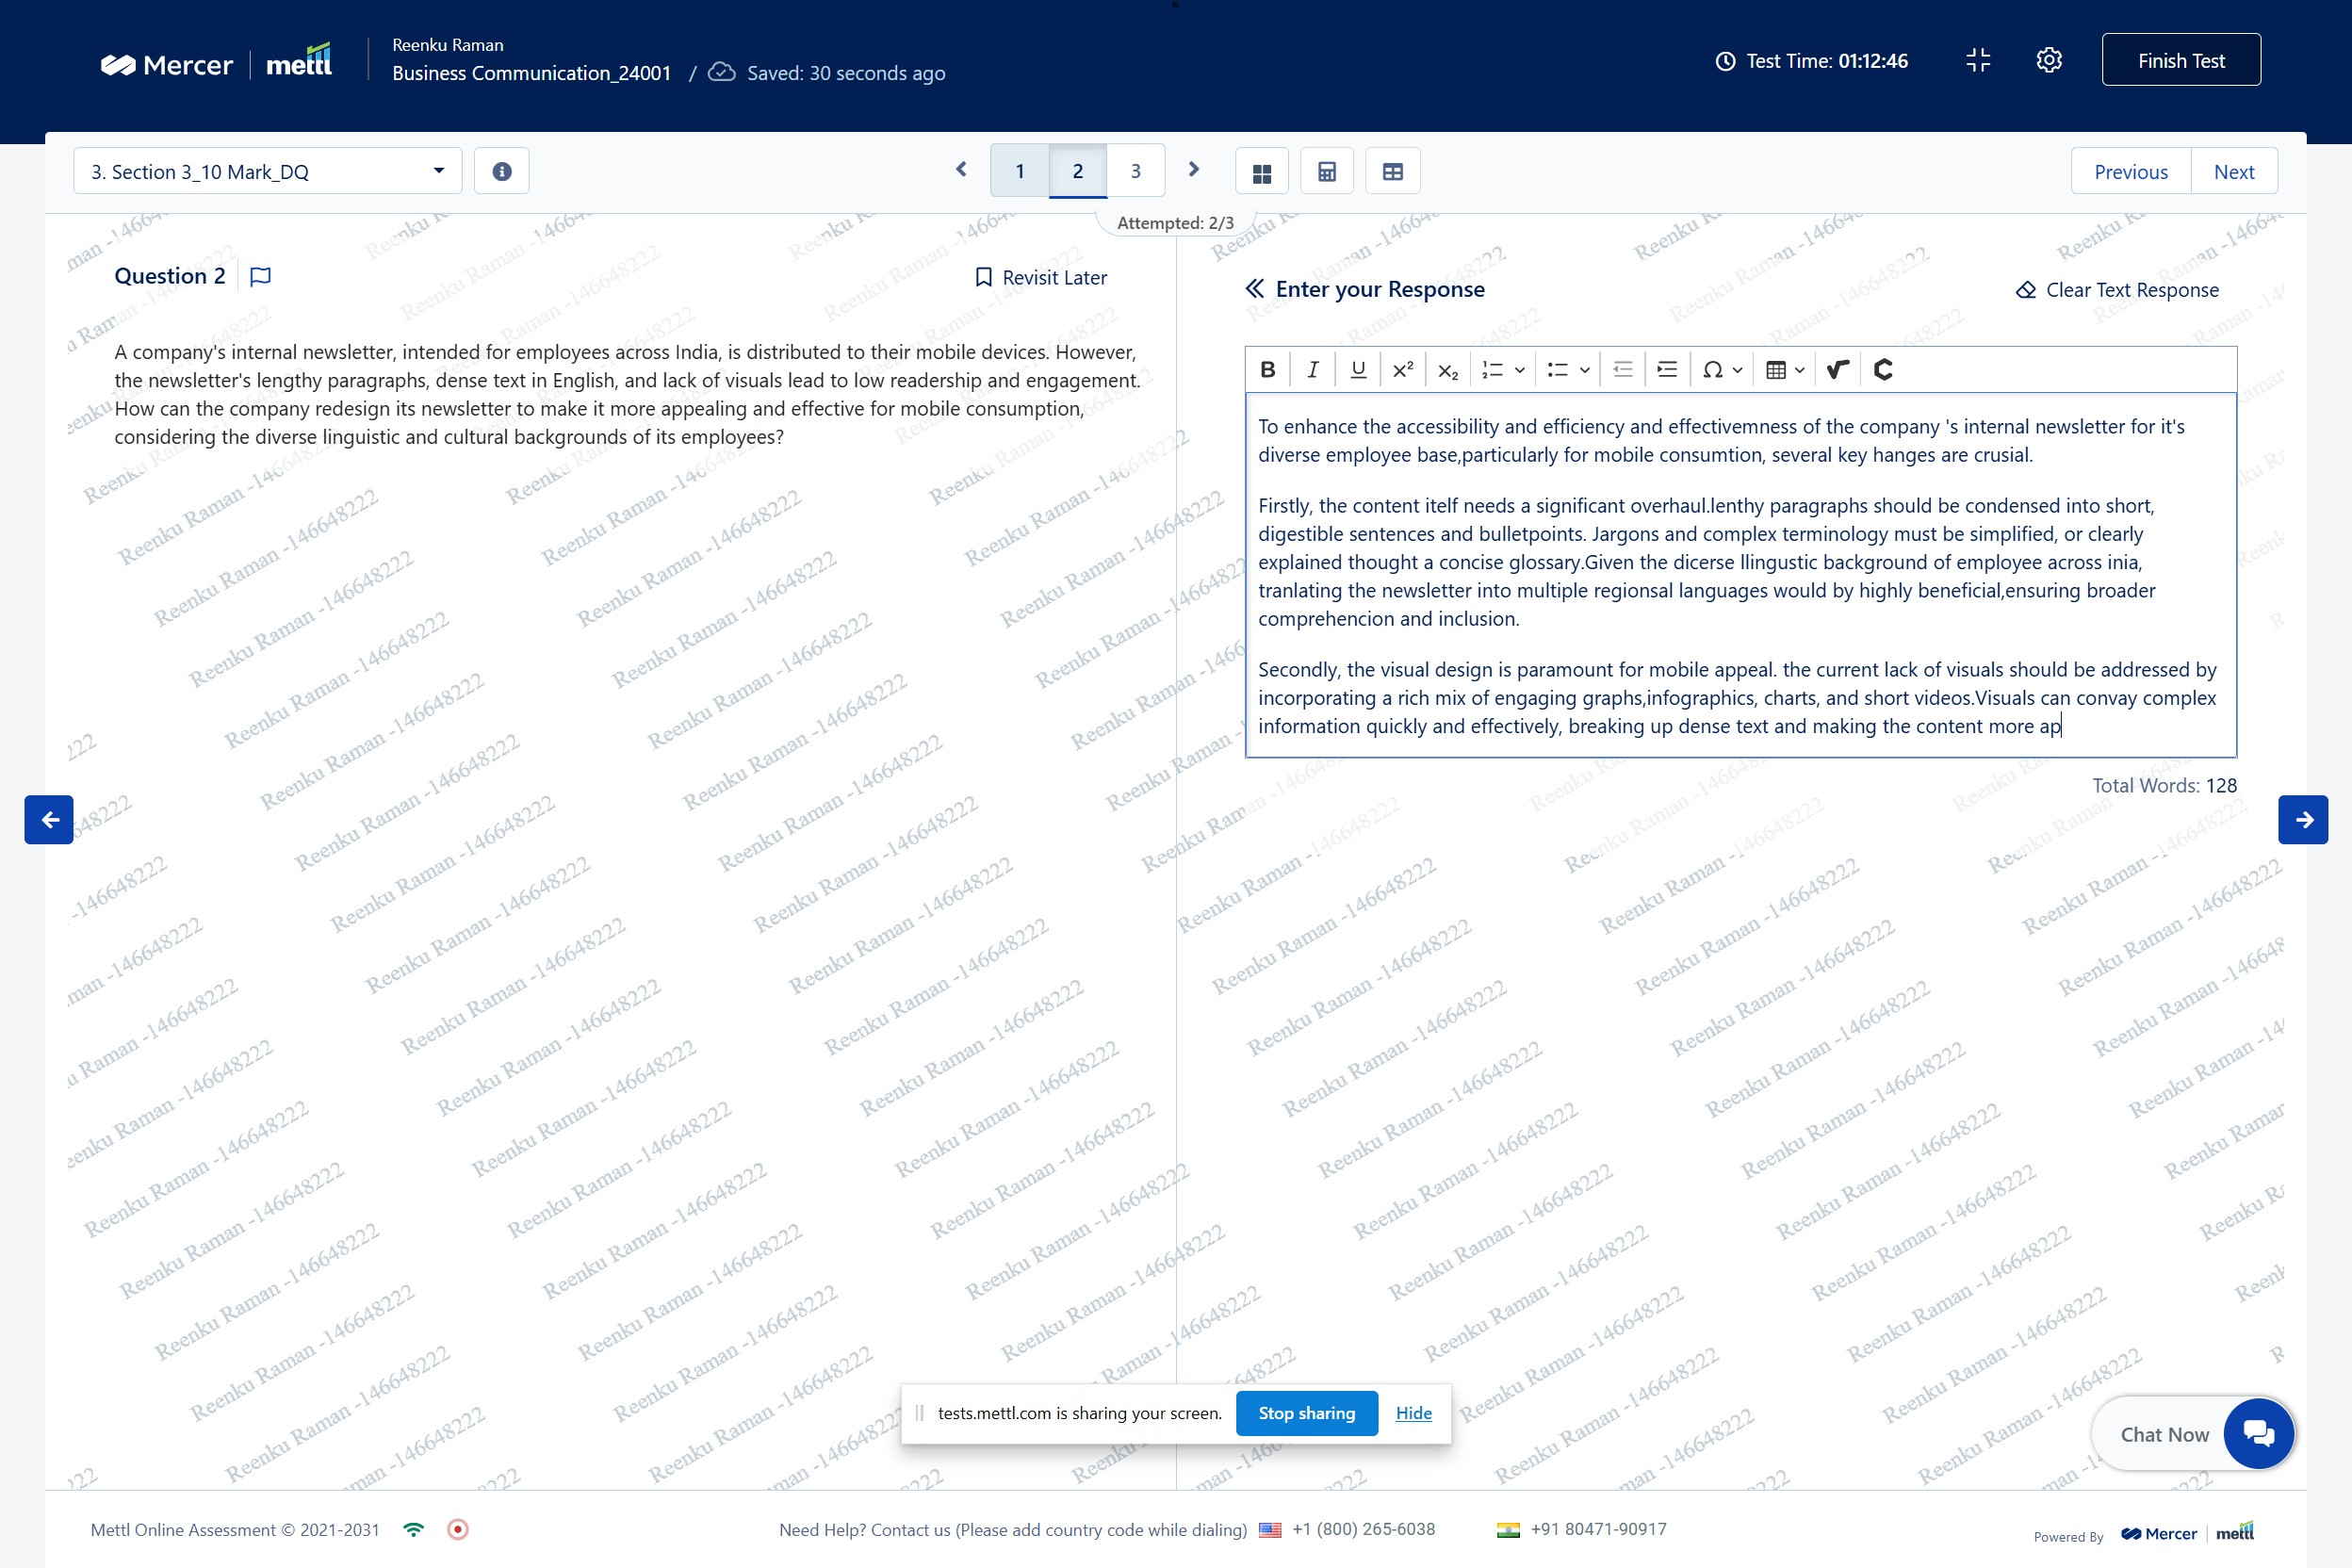 Mercer | mettl
Reenku Raman
Business Communication_24001 / Saved: 30 seconds ago
Test Time: 01:12:46
Finish Test
3. Section 3_10 Mark_DQ
1 2 3
Previous Next
Attempted: 2/3
Question 2
Revisit Later
A company's internal newsletter, intended for employees across India, is distributed to their mobile devices. However,
the newsletter's lengthy paragraphs, dense text in English, and lack of visuals lead to low readership and engagement.
How can the company redesign its newsletter to make it more appealing and effective for mobile consumption,
considering the diverse linguistic and cultural backgrounds of its employees?
Enter your Response
Clear Text Response
To enhance the accessibility and efficiency and effectivemness of the company 's internal newsletter for it's
diverse employee base,particularly for mobile consumtion, several key hanges are crusial.
Firstly, the content itelf needs a significant overhaul.lenthy paragraphs should be condensed into short,
digestible sentences and bulletpoints. Jargons and complex terminology must be simplified, or clearly
explained thought a concise glossary.Given the dicerse llingustic background of employee across inia,
tranlating the newsletter into multiple regionsal languages would by highly beneficial,ensuring broader
comprehencion and inclusion.
Secondly, the visual design is paramount for mobile appeal. the current lack of visuals should be addressed by
incorporating a rich mix of engaging graphs,infographics, charts, and short videos.Visuals can convay complex
information quickly and effectively, breaking up dense text and making the content more ap
Total Words: 128
Reenku Raman -146648222
tests.mettl.com is sharing your screen.
Stop sharing
Hide
Chat Now
Mettl Online Assessment © 2021-2031
Need Help? Contact us (Please add country code while dialing) +1 (800) 265-6038 +91 80471-90917
Powered By Mercer | mettl